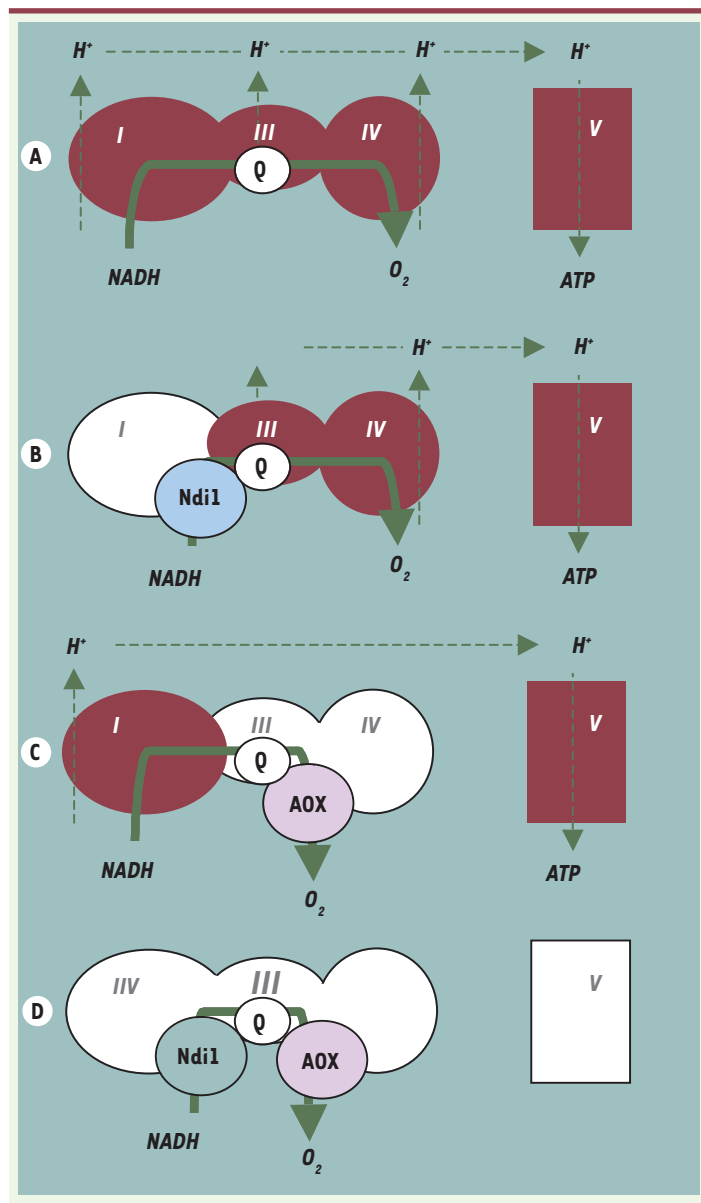 H⁺ H⁺ H⁺ H⁺
I III IV V
A Q
NADH O₂ ATP
H⁺ H⁺
I III IV V
B Q
Ndi1
NADH O₂ ATP
H⁺ H⁺
I III IV V
C Q
AOX
NADH O₂ ATP
IIV III V
D Q
Ndi1 AOX
NADH O₂